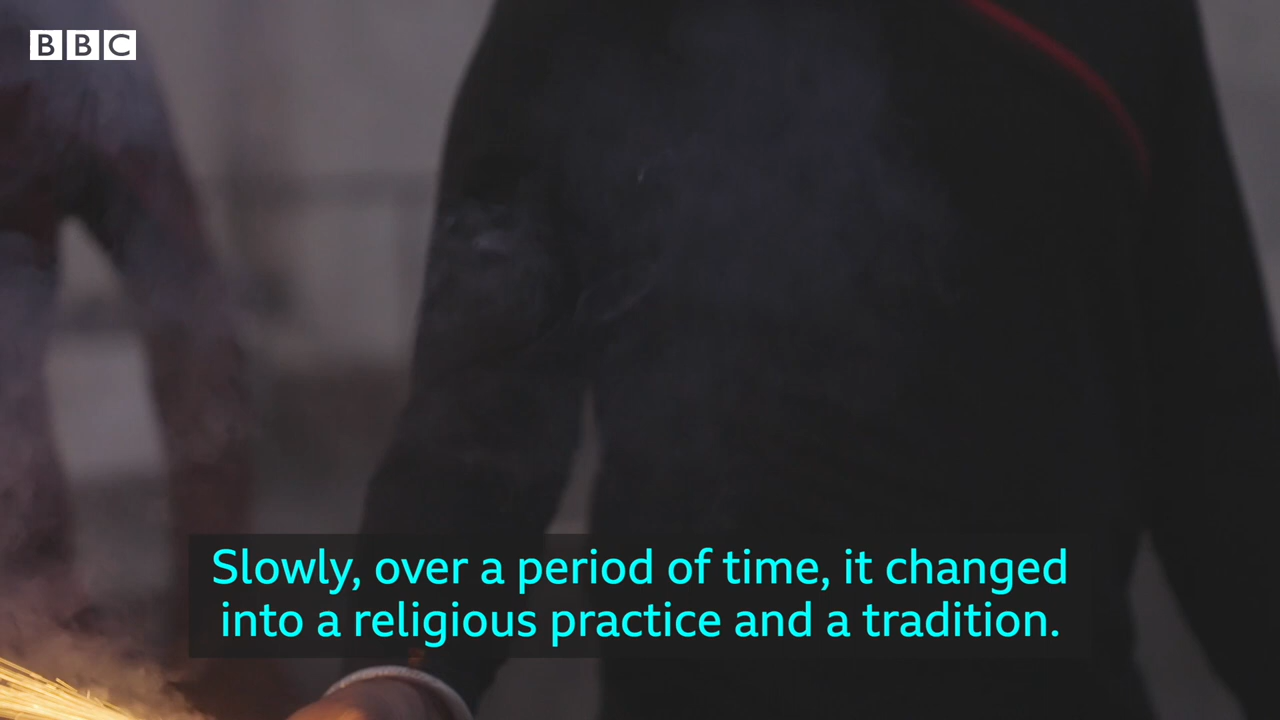 BBC
Slowly, over a period of time, it changed
into a religious practice and a tradition.